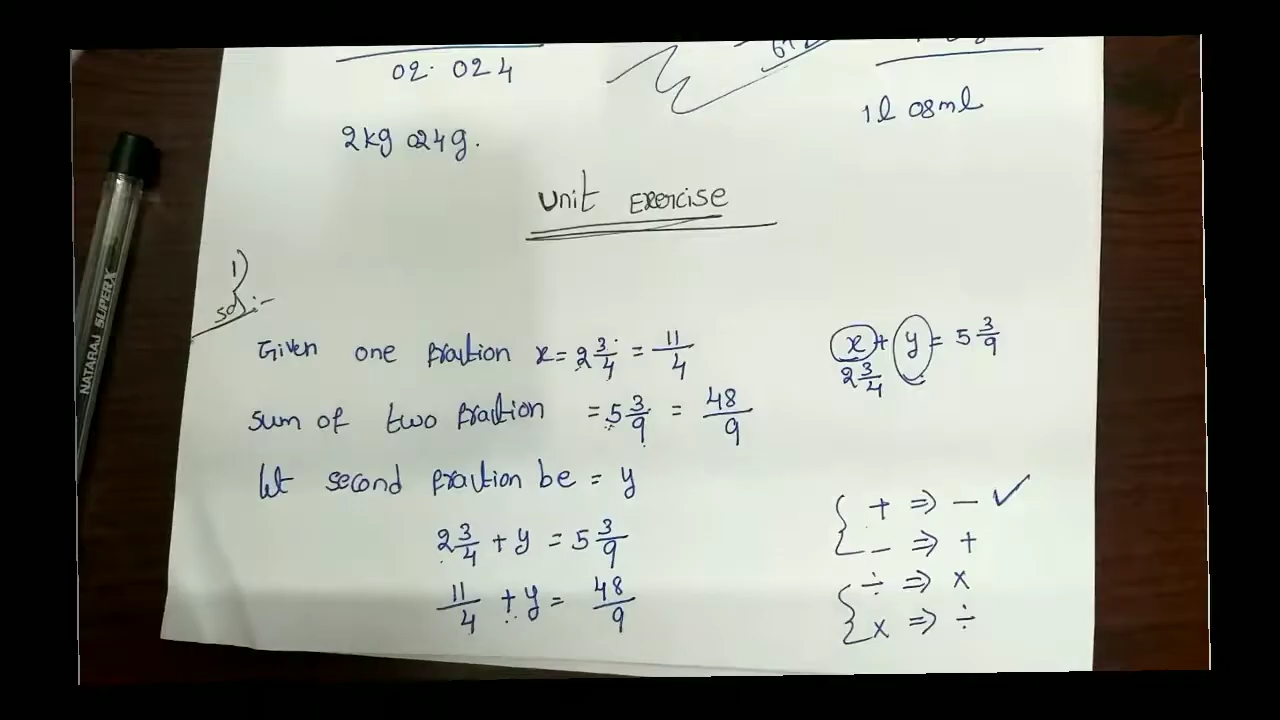 02. 024
2kg 024g.
1l 08ml
Unit Exercise
1)
Sol:-
Given one fraction x = 2 3/4 = 11/4
x + y = 5 3/9
2 3/4
sum of two fraction = 5 3/9 = 48/9
let second fraction be = y
2 3/4 + y = 5 3/9
11/4 + y = 48/9
+ ⇒ – ✓
– ⇒ +
÷ ⇒ x
x ⇒ ÷
NATARAJ SUPERX